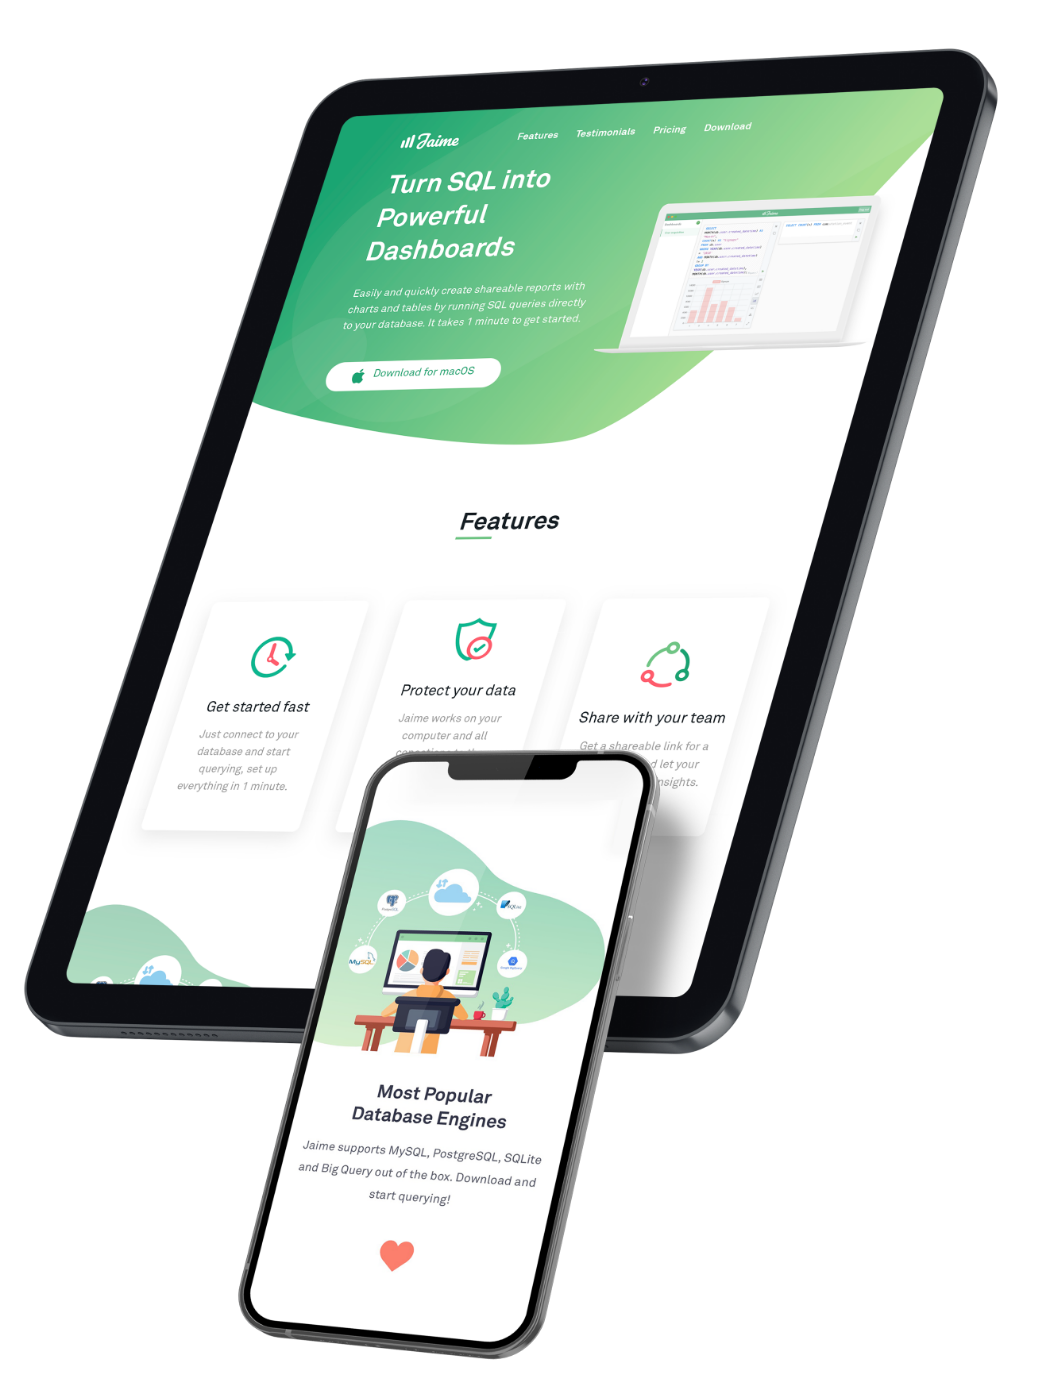 Jaime
Features
Testimonials
Pricing
Download
Turn SQL into
Powerful
Dashboards
Easily and quickly create shareable reports with
charts and tables by running SQL queries directly
to your database. It takes 1 minute to get started.
Download for macOS
Jaime
Features
Get started fast
Just connect to your
database and start
querying, set up
everything in 1 minute.
Protect your data
Jaime works on your
computer and all
Share with your team
Get a shareable link for a
let your
insights.
PostgreSQL
SQLite
MySQL
Most Popular
Database Engines
Jaime supports MySQL, PostgreSQL, SQLite
and Big Query out of the box. Download and
start querying!